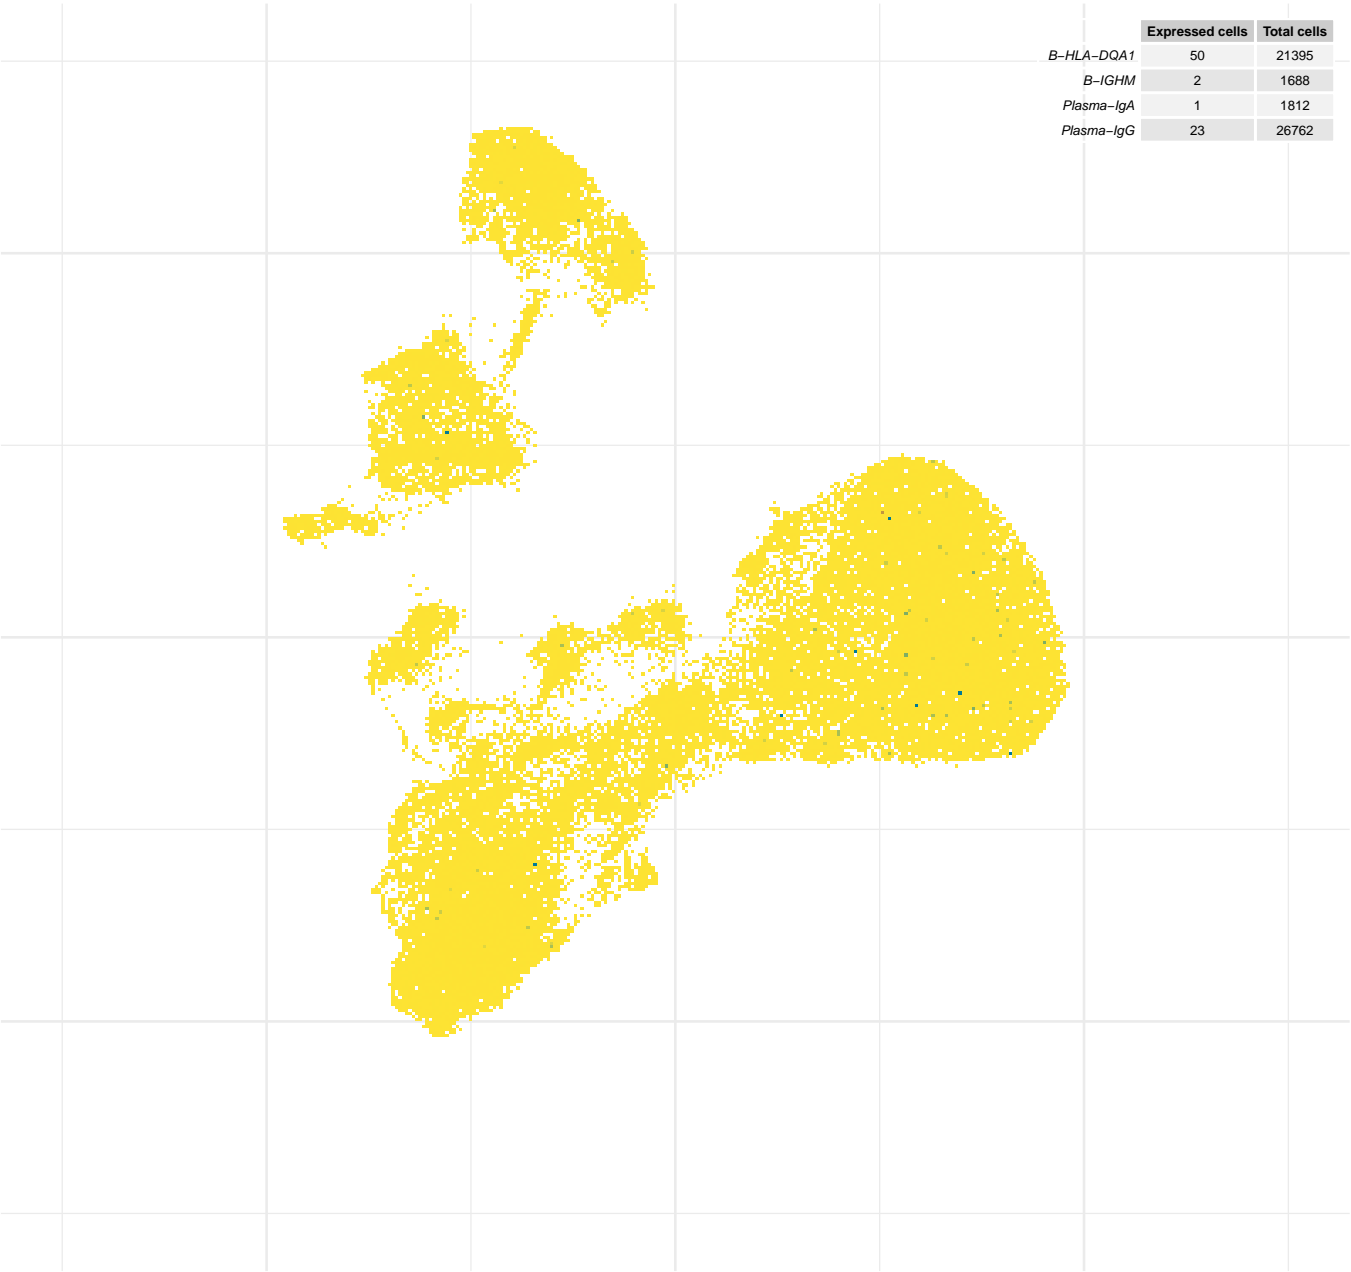 Expressed cells Total cells
B−HLA−DQA1 50 21395
B−IGHM 2 1688
Plasma−IgA 1 1812
Plasma−IgG 23 26762